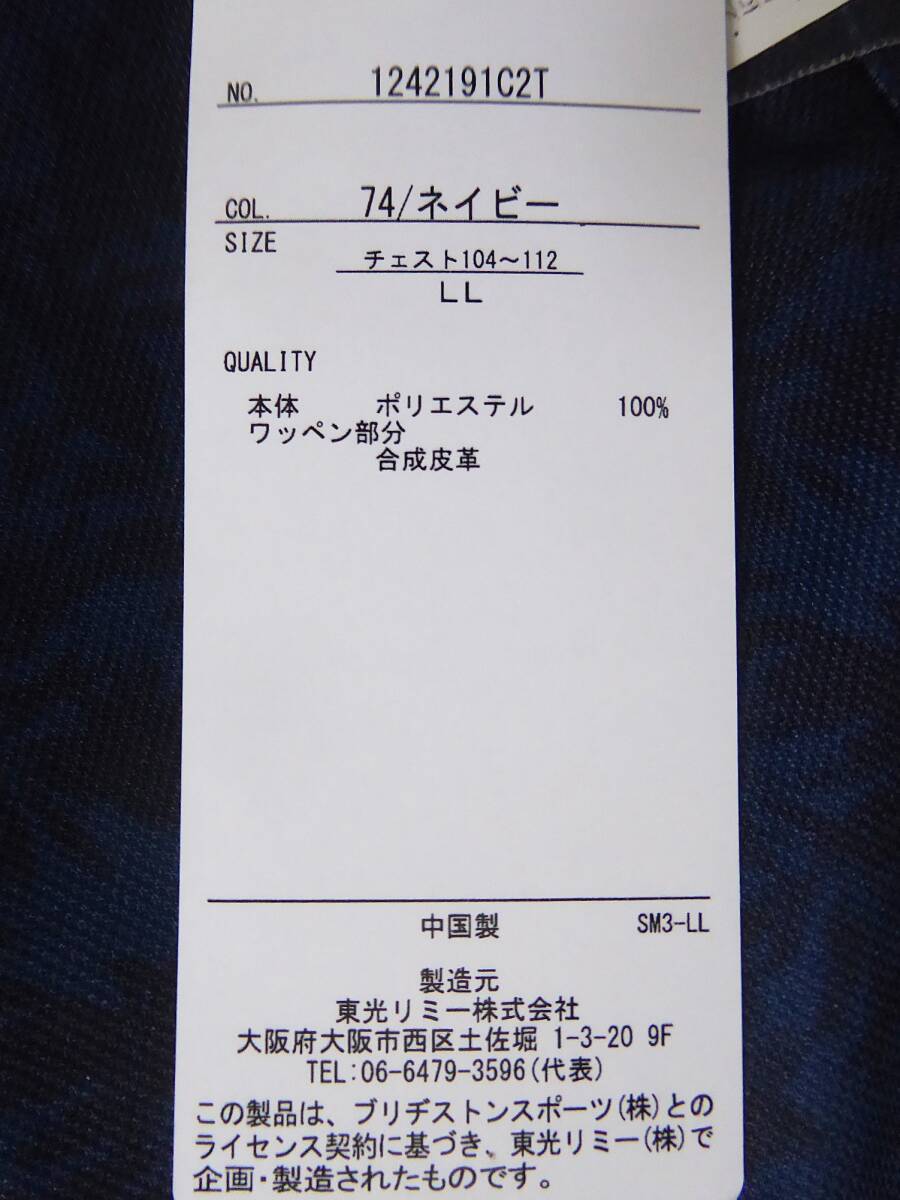 NO. 1242191C2T
COL. 74/ネイビー
SIZE
チェスト104～112
LL
QUALITY
本体 ポリエステル 100%
ワッペン部分
合成皮革
中国製 SM3-LL
製造元
東光リミー株式会社
大阪府大阪市西区土佐堀 1-3-20 9F
TEL:06-6479-3596(代表)
この製品は、ブリヂストンスポーツ(株)との
ライセンス契約に基づき、東光リミー(株)で
企画・製造されたものです。